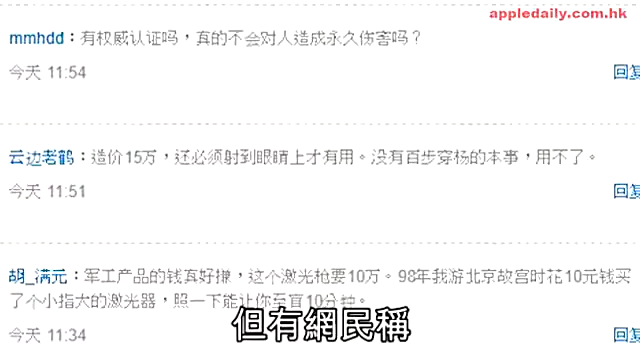 appledaily.com.hk
mmhdd：有权威认证吗，真的不会对人造成永久伤害吗？
今天 11:54
回复
云边老鹤：造价15万，还必须射到眼睛上才有用。没有百步穿杨的本事，用不了。
今天 11:51
回复
胡_满元：军工产品的钱真好赚，这个激光枪要10万。98年我游北京故宫时花10元钱买
了个小指大的激光器，照一下能让你至盲10分钟。
今天 11:34
回复
但有網民稱